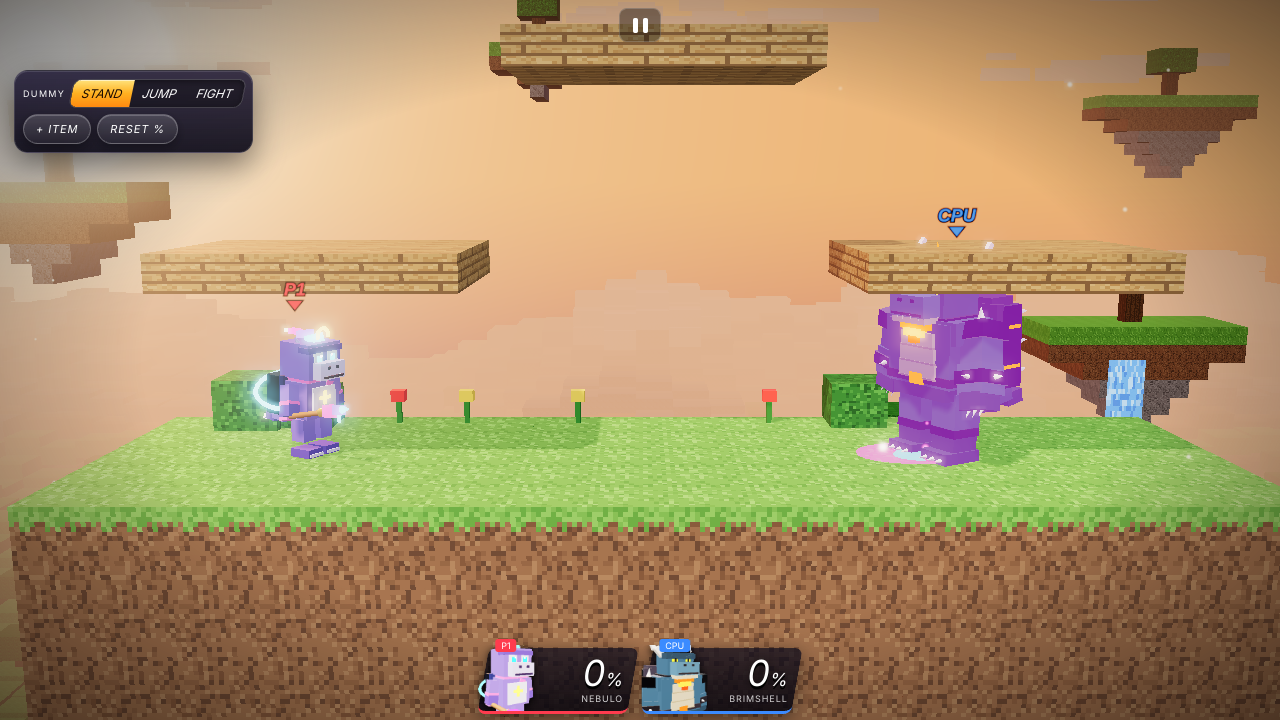 DUMMY STAND JUMP FIGHT
+ ITEM RESET %
CPU
P1
P1
0%
NEBULO
CPU
0%
BRIMSHELL